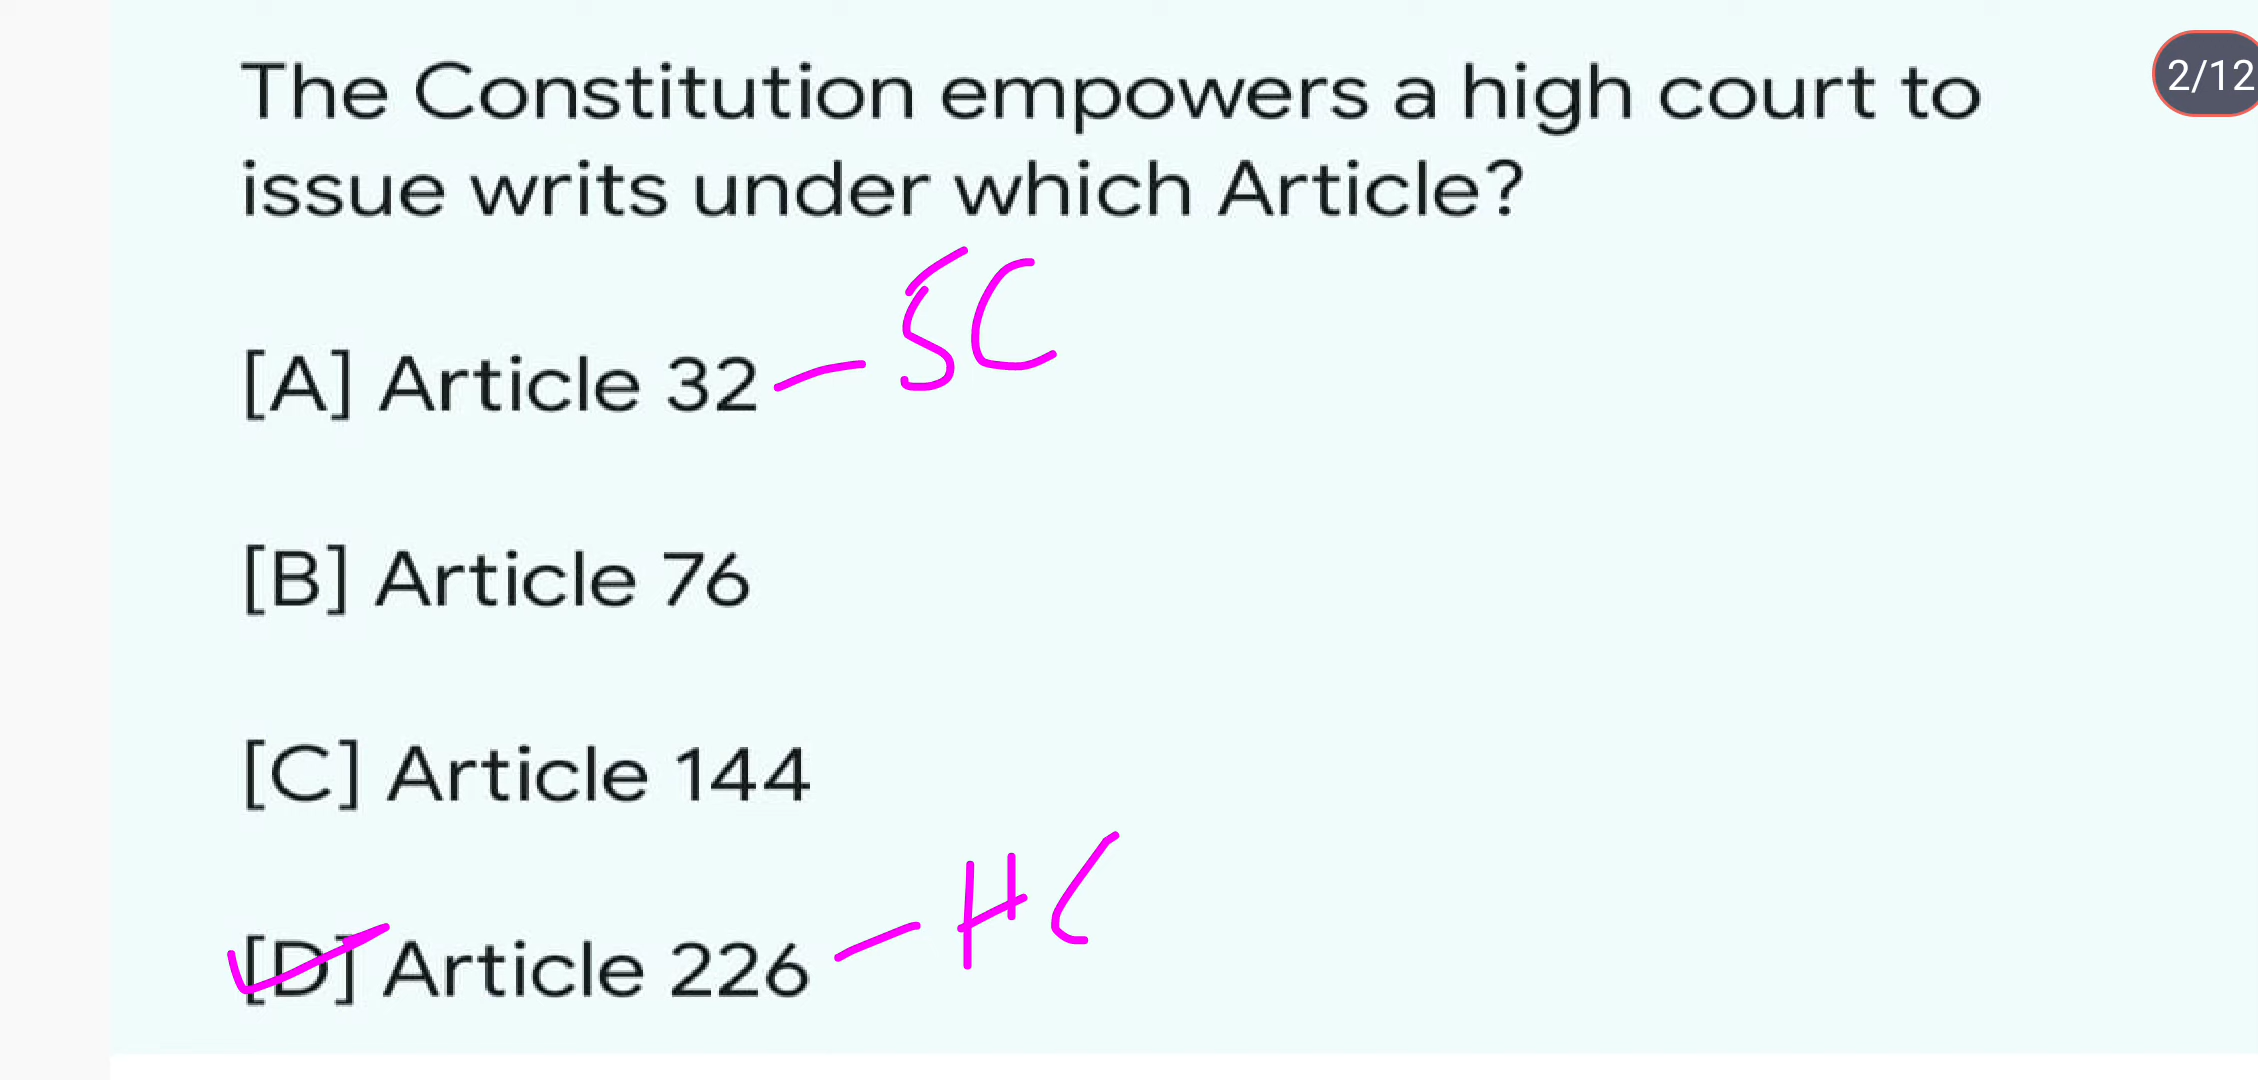 The Constitution empowers a high court to
2/12
issue writs under which Article?
[A] Article 32 — SC
[B] Article 76
[C] Article 144
[D] Article 226 — HC